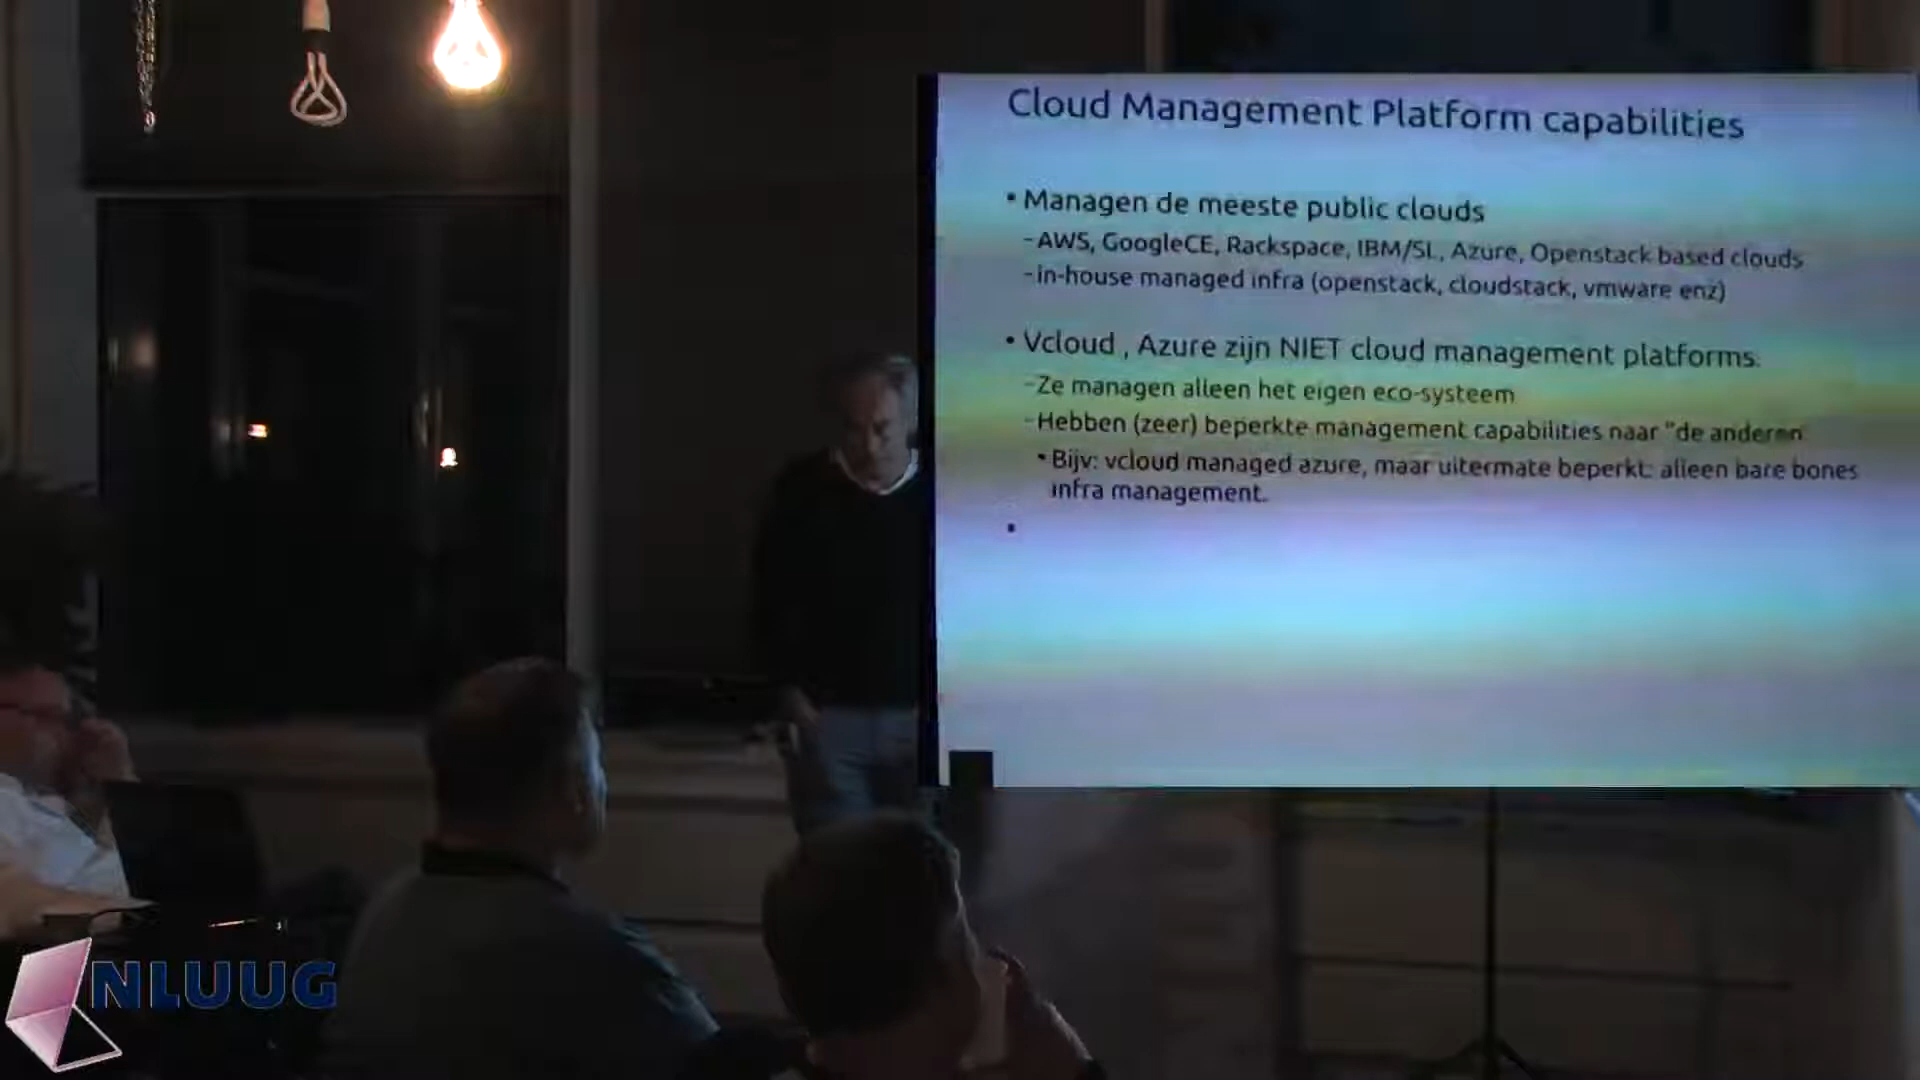 Cloud Management Platform capabilities
• Managen de meeste public clouds
- AWS, GoogleCE, Rackspace, IBM/SL, Azure, Openstack based clouds
- in-house managed infra (openstack, cloudstack, vmware enz)
• Vcloud , Azure zijn NIET cloud management platforms.
- Ze managen alleen het eigen eco-systeem
- Hebben (zeer) beperkte management capabilities naar "de anderen
• Bijv: vcloud managed azure, maar uitermate beperkt: alleen bare bones
infra management.
•
NLUUG